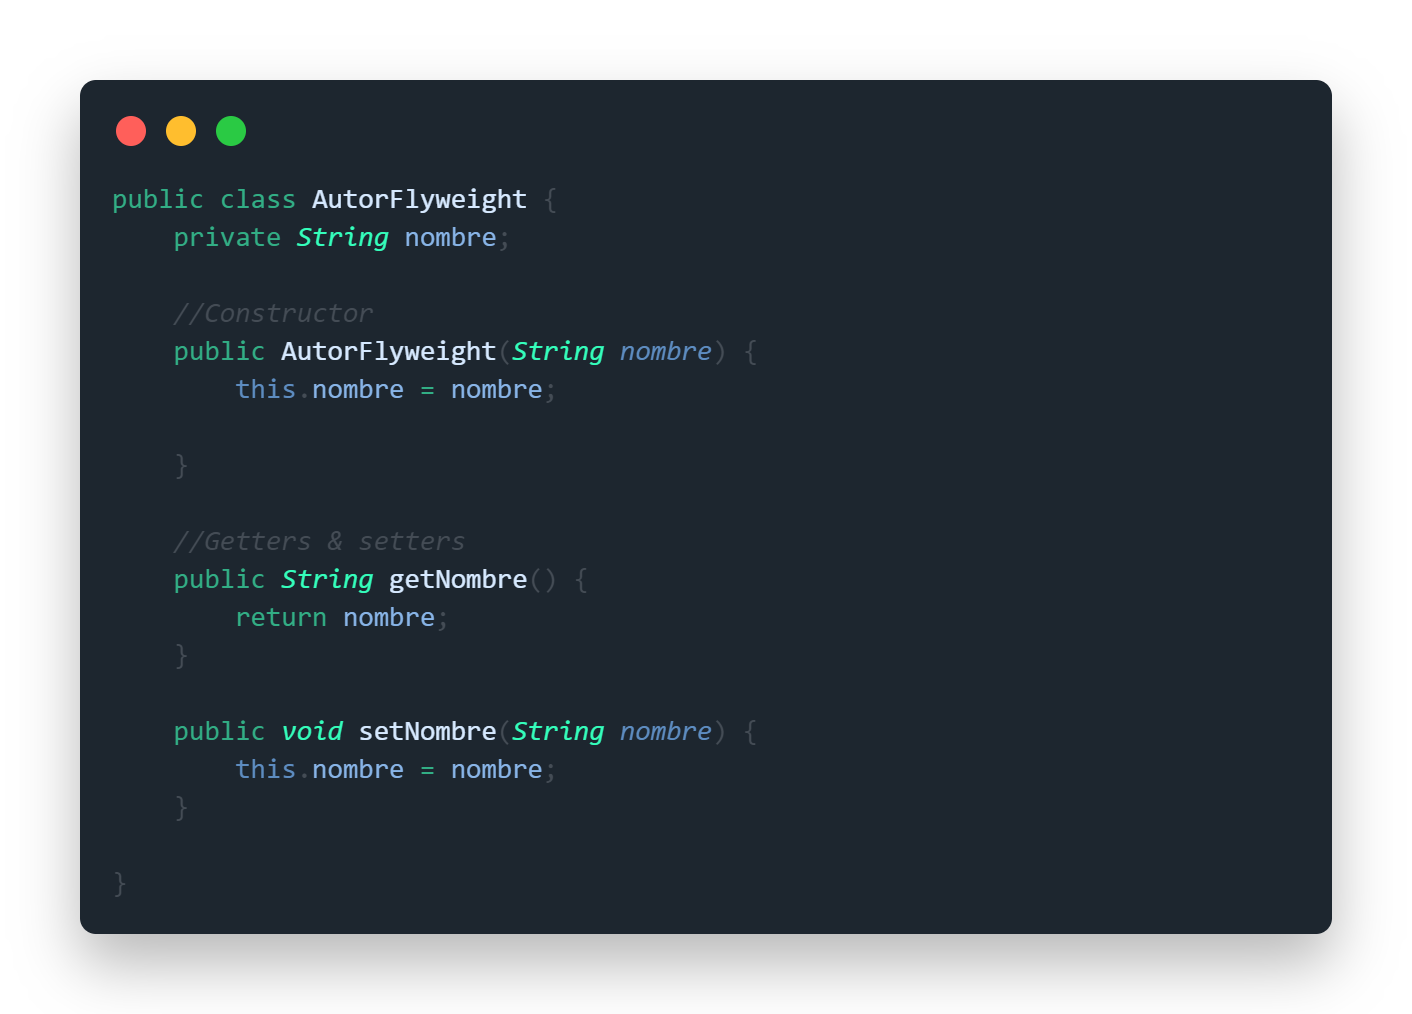 public class AutorFlyweight {
    private String nombre;

    //Constructor
    public AutorFlyweight(String nombre) {
        this.nombre = nombre;

    }

    //Getters & setters
    public String getNombre() {
        return nombre;
    }

    public void setNombre(String nombre) {
        this.nombre = nombre;
    }

}